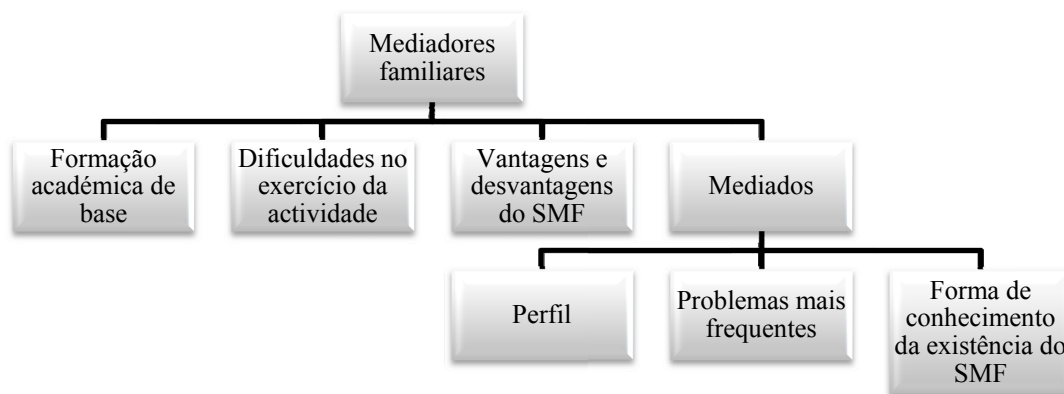 Mediadores
familiares
Formação
académica de
base
Dificuldades no
exercício da
actividade
Vantagens e
desvantagens
do SMF
Mediados
Perfil
Problemas mais
frequentes
Forma de
conhecimento
da existência do
SMF